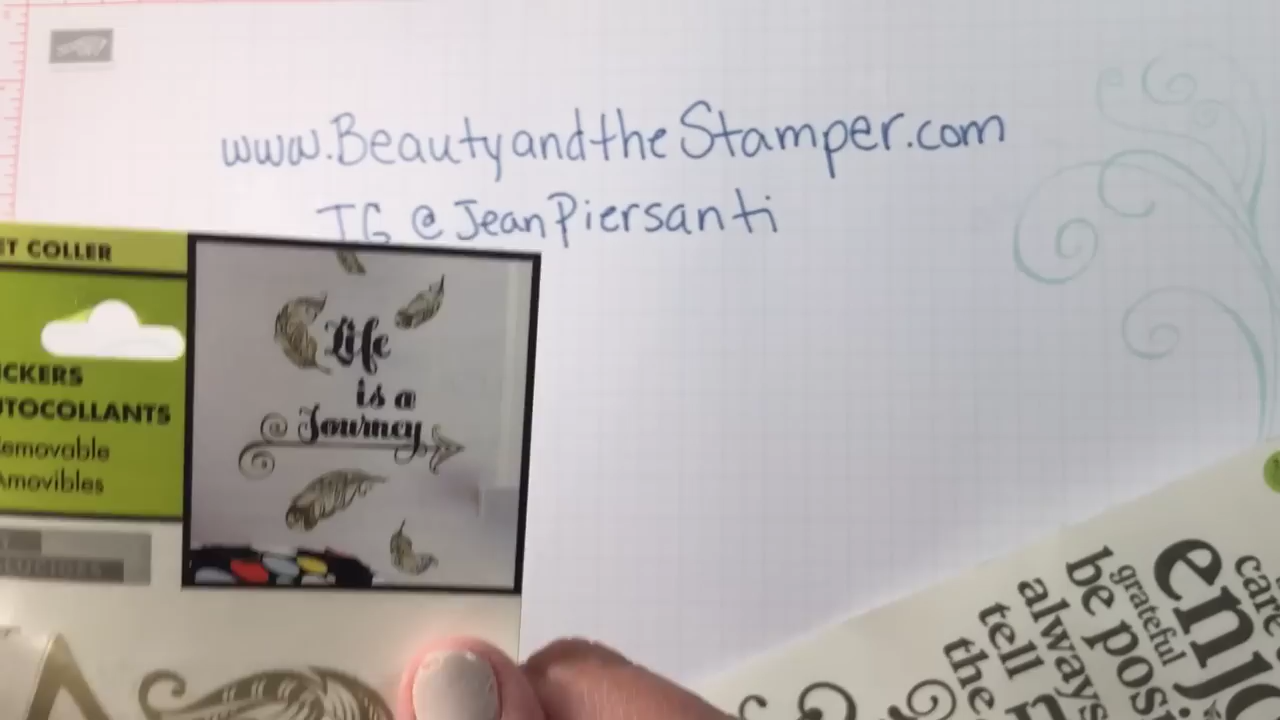 www.BeautyandtheStamper.com
IG @JeanPiersanti
ET COLLER
ICKERS
UTOCOLLANTS
Removable
Amovibles
Life
is a
Journey
care
enjo
grateful
be posi
always
tell
the